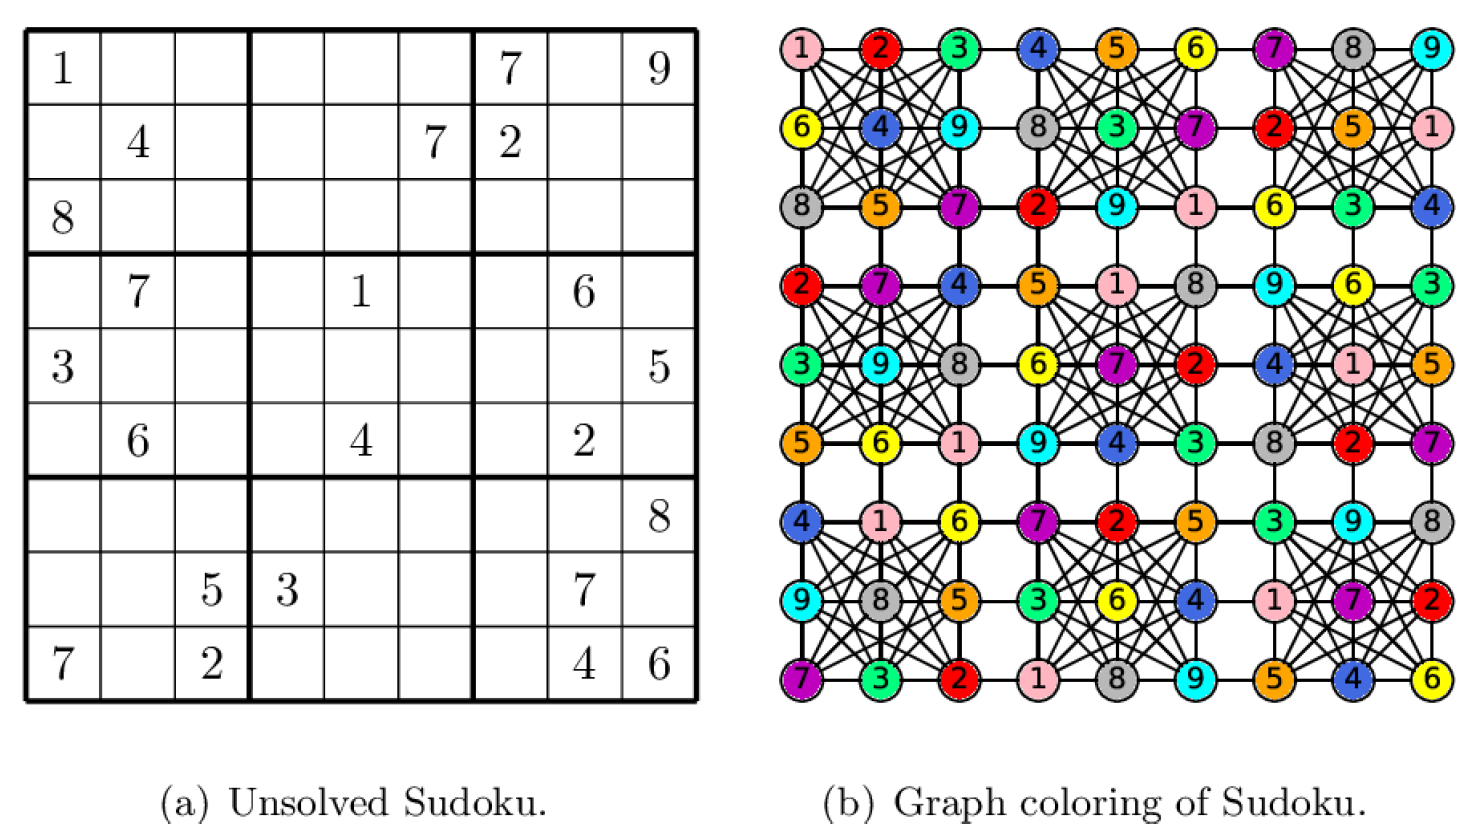 1 7 9
4 7 2
8
7 1 6
3 5
6 4 2
8
5 3 7
7 2 4 6
1 2 3 4 5 6 7 8 9
6 4 9 8 3 7 2 5 1
8 5 7 2 9 1 6 3 4
2 7 4 5 1 8 9 6 3
3 9 8 6 7 2 4 1 5
5 6 1 9 4 3 8 2 7
4 1 6 7 2 5 3 9 8
9 8 5 3 6 4 1 7 2
7 3 2 1 8 9 5 4 6
(a) Unsolved Sudoku.
(b) Graph coloring of Sudoku.